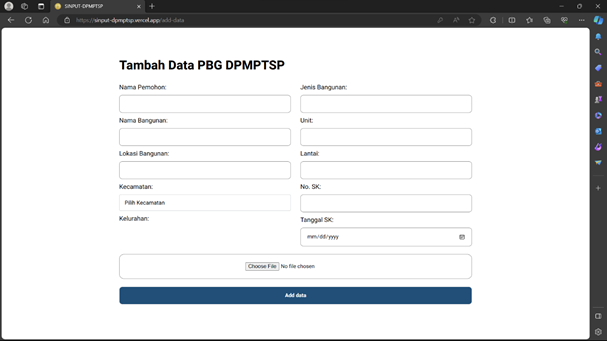 SINPUT-DPMPTSP
https://sinput-dpmptsp.vercel.app/add-data
Tambah Data PBG DPMPTSP
Nama Pemohon:
Jenis Bangunan:
Nama Bangunan:
Unit:
Lokasi Bangunan:
Lantai:
Kecamatan:
No. SK:
Pilih Kecamatan
Kelurahan:
Tanggal SK:
mm/dd/yyyy
Choose File No file chosen
Add data